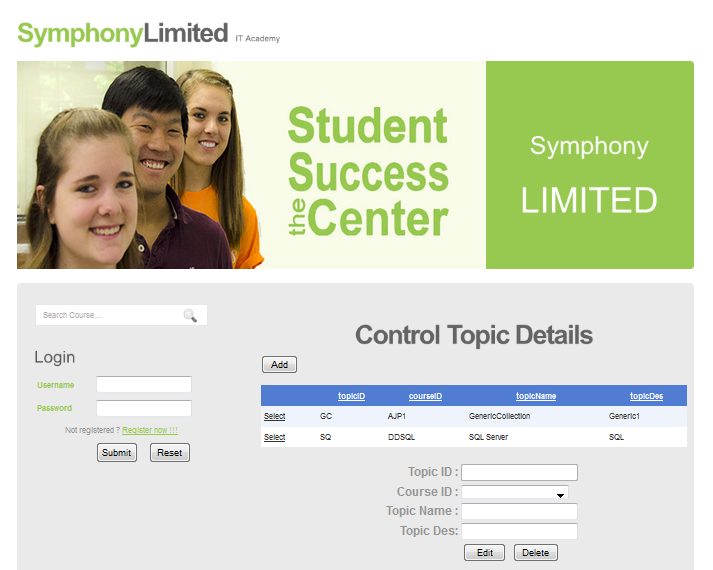 SymphonyLimited IT Academy
Student
Success
the Center
Symphony
LIMITED
Search Course....
Control Topic Details
Login
Add
Username
Password
Not registered ? Register now !!!
Submit Reset
topicID courseID topicName topicDes
Select GC AJP1 GenericCollection Generic1
Select SQ DDSQL SQL Server SQL
Topic ID :
Course ID :
Topic Name :
Topic Des:
Edit Delete